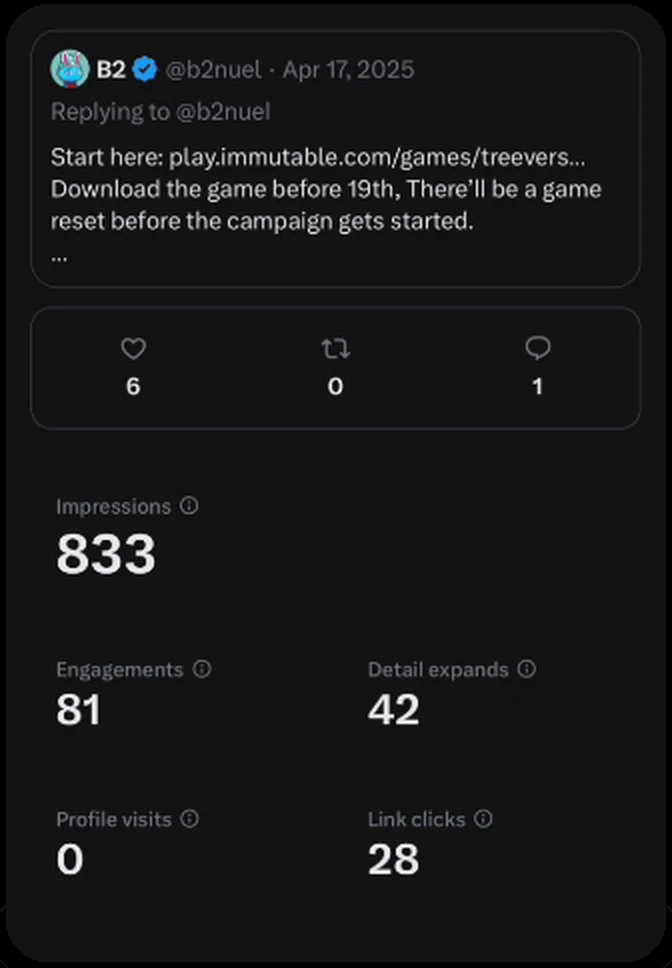 B2 @b2nuel · Apr 17, 2025
Replying to @b2nuel
Start here: play.immutable.com/games/treevers...
Download the game before 19th, There’ll be a game
reset before the campaign gets started.
...
6 0 1
Impressions
833
Engagements Detail expands
81 42
Profile visits Link clicks
0 28